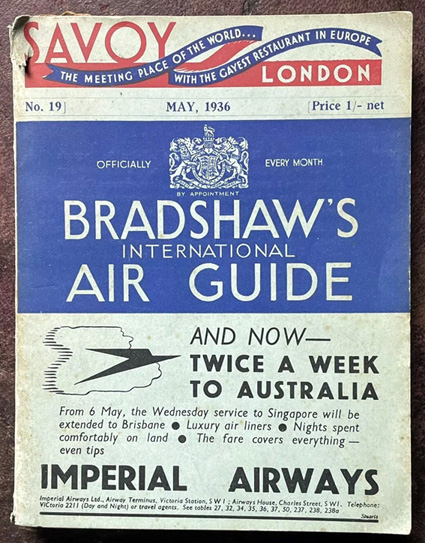 SAVOY
THE MEETING PLACE OF THE WORLD... WITH THE GAYEST RESTAURANT IN EUROPE
LONDON
No. 19] MAY, 1936 [Price 1/- net
OFFICIALLY EVERY MONTH
BY APPOINTMENT
BRADSHAW'S
INTERNATIONAL
AIR GUIDE
AND NOW—
TWICE A WEEK
TO AUSTRALIA
From 6 May, the Wednesday service to Singapore will be
extended to Brisbane ● Luxury air liners ● Nights spent
comfortably on land ● The fare covers everything—
even tips
IMPERIAL AIRWAYS
Imperial Airways Ltd., Airway Terminus, Victoria Station, S W 1 ; Airways House, Charles Street, S W 1. Telephone:
VICtoria 2211 (Day and Night) or travel agents. See tables 27, 32, 34, 35, 36, 37, 50, 237, 238, 238a
Stuarts